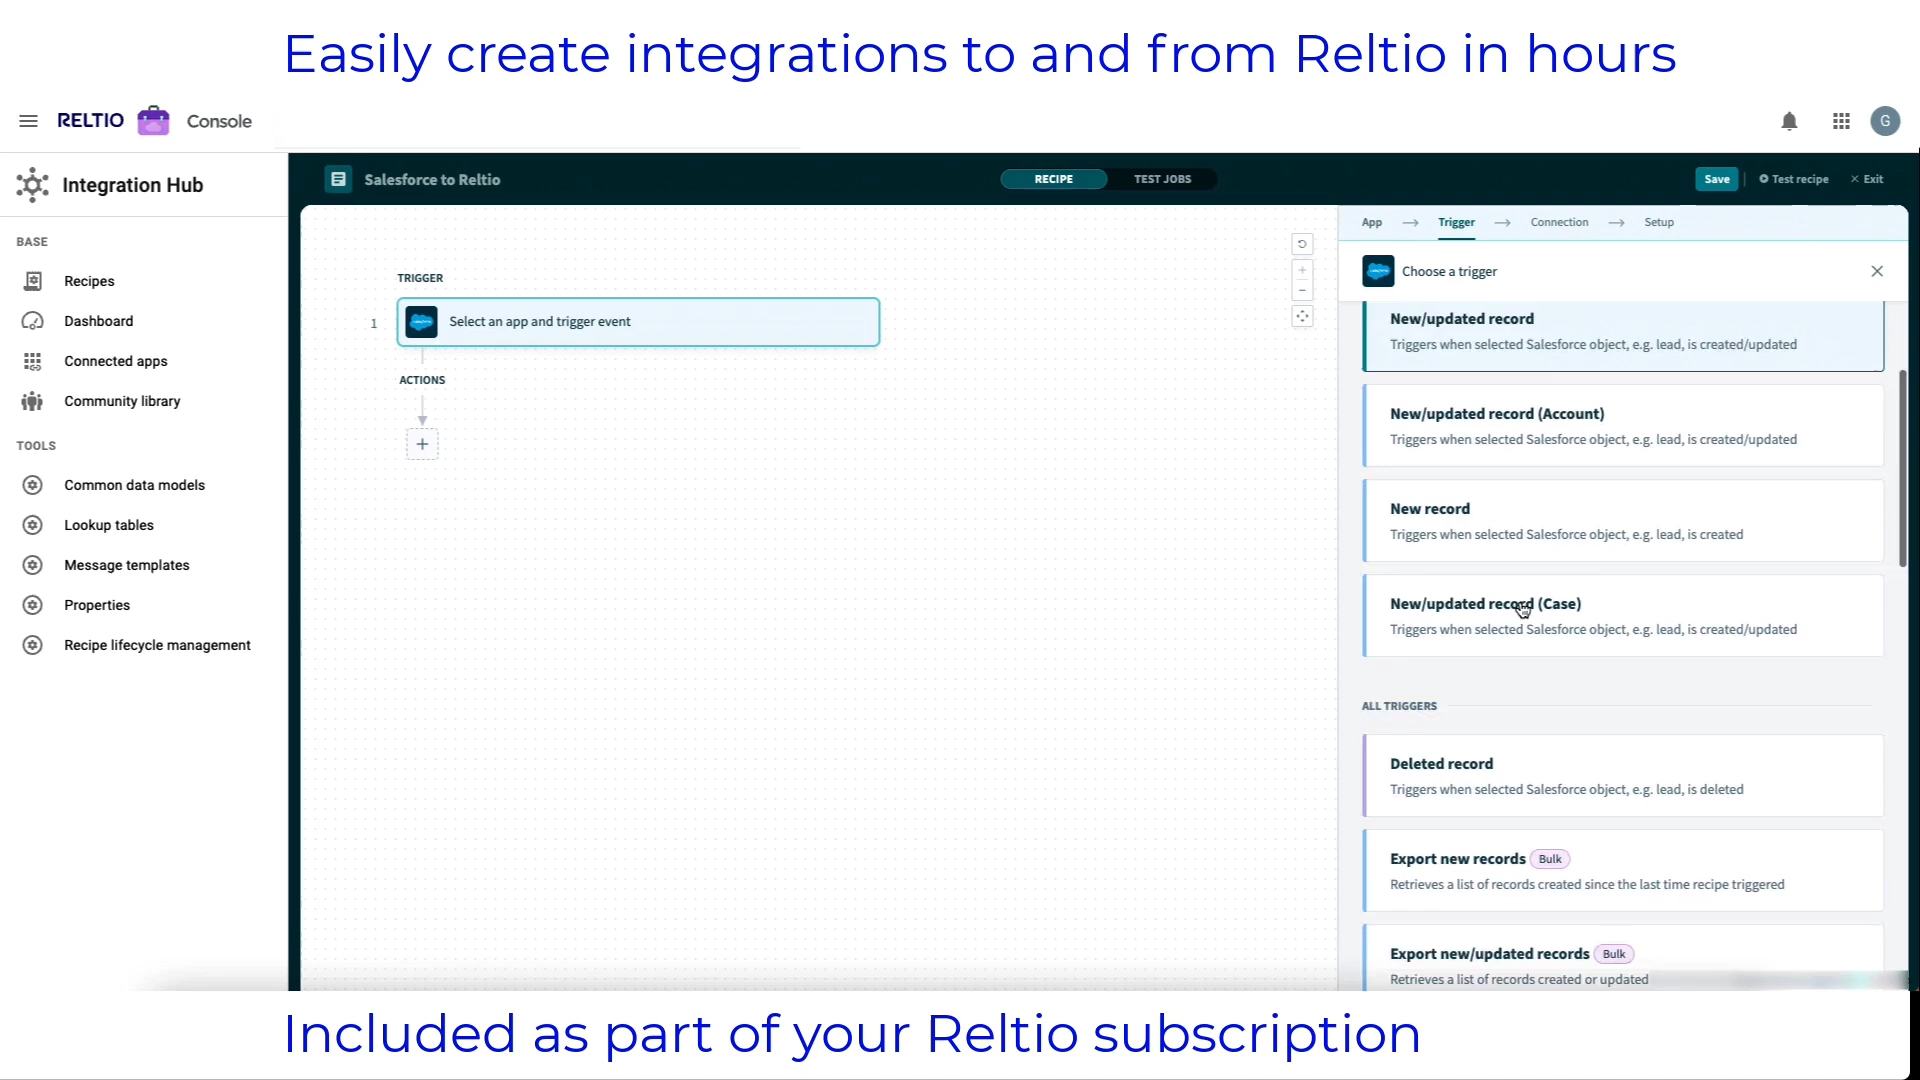 Easily create integrations to and from Reltio in hours
RELTIO Console
G
Integration Hub
BASE
Recipes
Dashboard
Connected apps
Community library
TOOLS
Common data models
Lookup tables
Message templates
Properties
Recipe lifecycle management
Salesforce to Reltio
RECIPE
TEST JOBS
Save
Test recipe
Exit
TRIGGER
1
Select an app and trigger event
ACTIONS
App
Trigger
Connection
Setup
Choose a trigger
New/updated record
Triggers when selected Salesforce object, e.g. lead, is created/updated
New/updated record (Account)
Triggers when selected Salesforce object, e.g. lead, is created/updated
New record
Triggers when selected Salesforce object, e.g. lead, is created
New/updated record (Case)
Triggers when selected Salesforce object, e.g. lead, is created/updated
ALL TRIGGERS
Deleted record
Triggers when selected Salesforce object, e.g. lead, is deleted
Export new records Bulk
Retrieves a list of records created since the last time recipe triggered
Export new/updated records Bulk
Retrieves a list of records created or updated
Included as part of your Reltio subscription